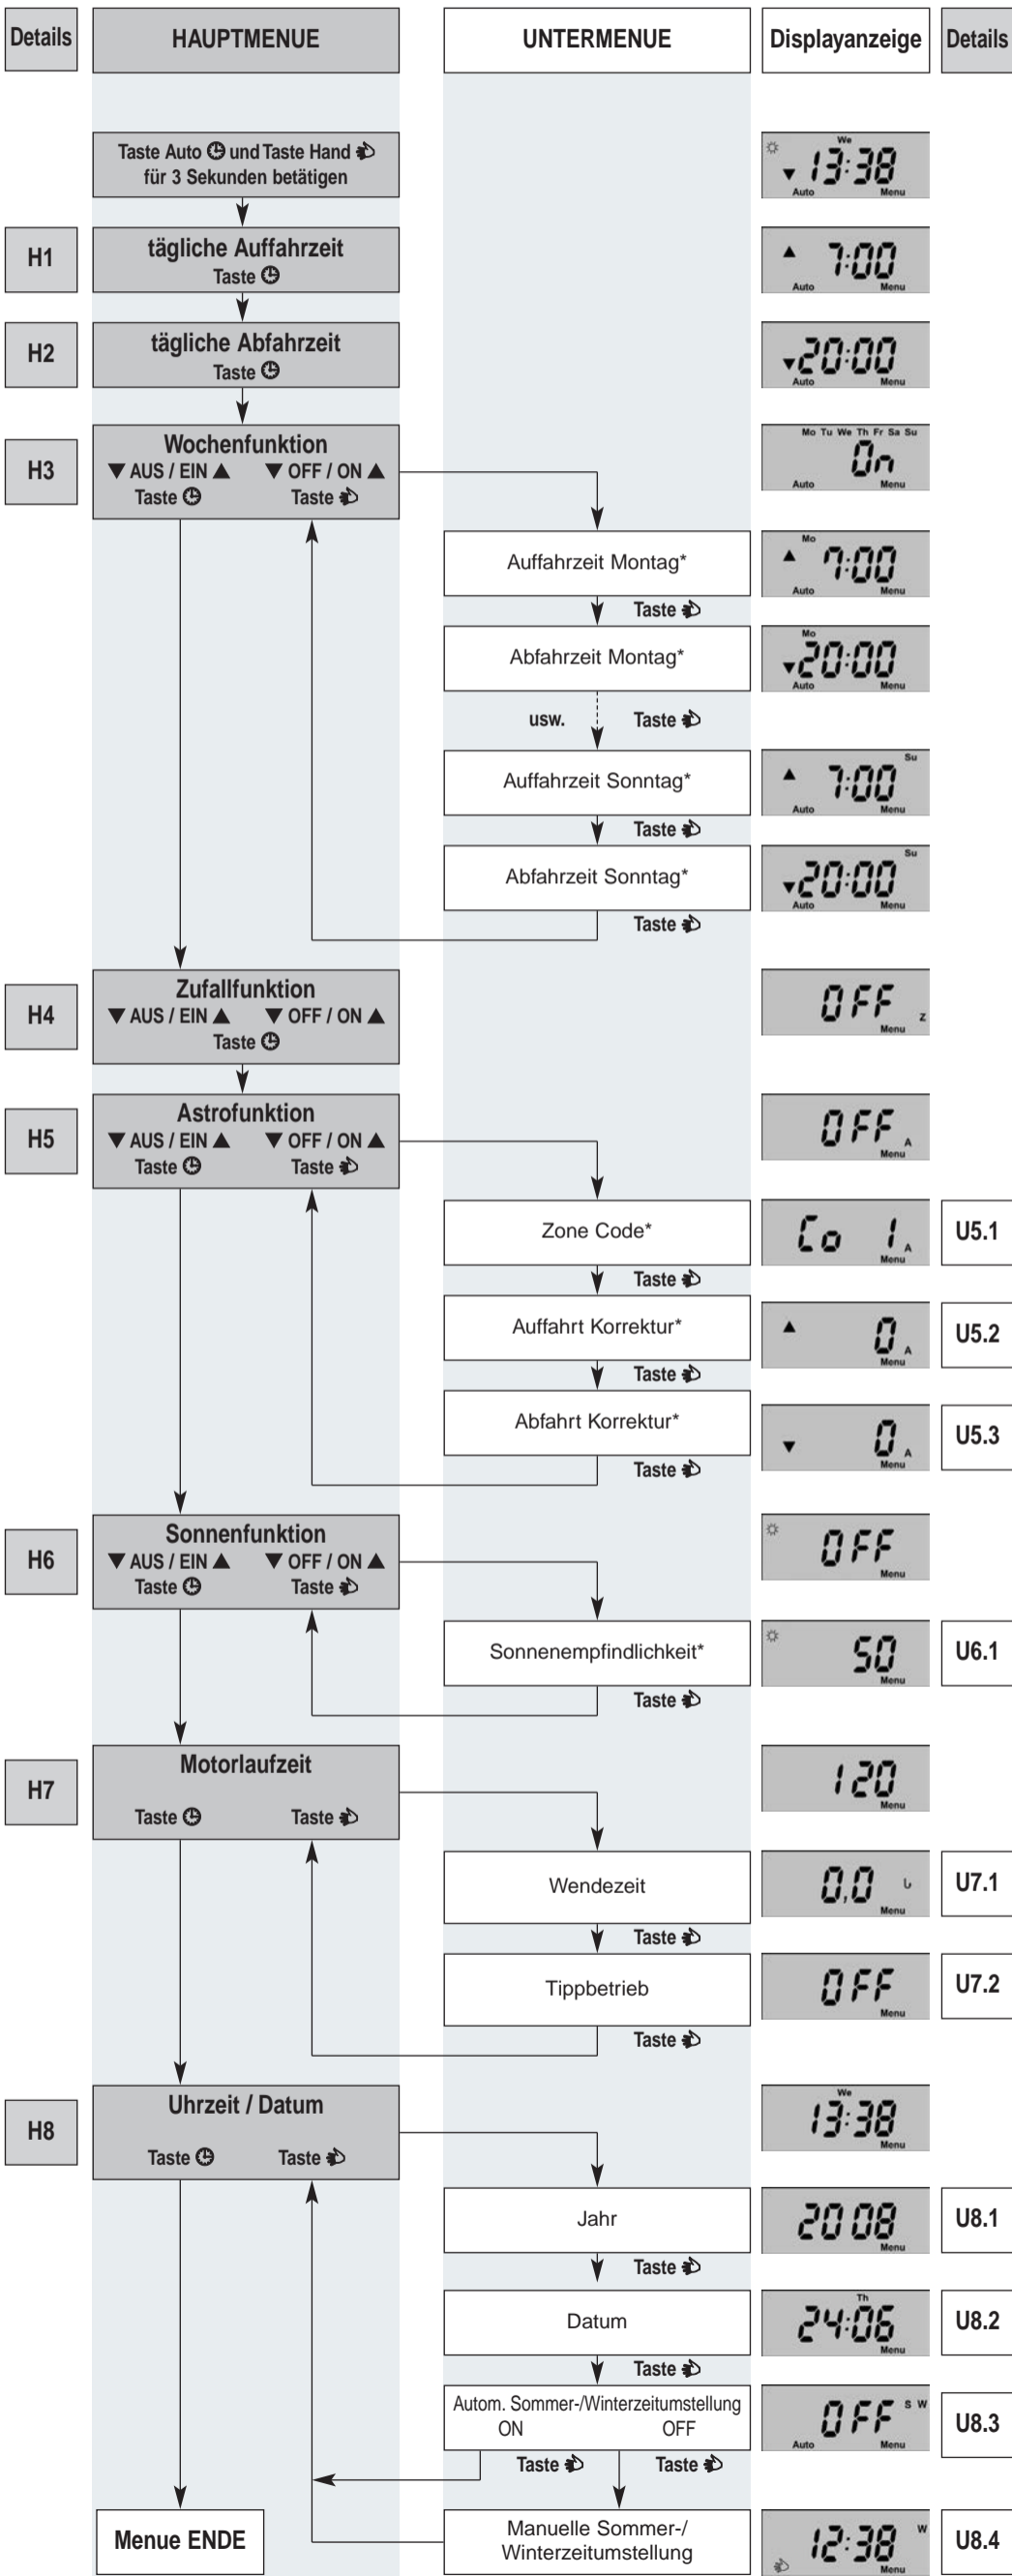 Details HAUPTMENUE UNTERMENUE Displayanzeige Details
Taste Auto und Taste Hand
für 3 Sekunden betätigen
We
13:38
Auto Menu
H1
tägliche Auffahrzeit
Taste
▲ 7:00
Auto Menu
H2
tägliche Abfahrzeit
Taste
▼20:00
Auto Menu
H3
Wochenfunktion
▼ AUS / EIN ▲ ▼ OFF / ON ▲
Taste Taste
Mo Tu We Th Fr Sa Su
On
Auto Menu
Auffahrzeit Montag*
Mo
▲ 7:00
Auto Menu
Taste
Abfahrzeit Montag*
Mo
▼20:00
Auto Menu
usw. Taste
Auffahrzeit Sonntag*
Su
▲ 7:00
Auto Menu
Taste
Abfahrzeit Sonntag*
Su
▼20:00
Auto Menu
Taste
H4
Zufallfunktion
▼ AUS / EIN ▲ ▼ OFF / ON ▲
Taste
OFF Z
Menu
H5
Astrofunktion
▼ AUS / EIN ▲ ▼ OFF / ON ▲
Taste Taste
OFF A
Menu
Zone Code*
Co 1 A
Menu
U5.1
Taste
Auffahrt Korrektur*
▲ 0 A
Menu
U5.2
Taste
Abfahrt Korrektur*
▼ 0 A
Menu
U5.3
Taste
H6
Sonnenfunktion
▼ AUS / EIN ▲ ▼ OFF / ON ▲
Taste Taste
OFF
Menu
Sonnenempfindlichkeit*
50
Menu
U6.1
Taste
H7
Motorlaufzeit
Taste Taste
120
Menu
Wendezeit
0,0
Menu
U7.1
Taste
Tippbetrieb
OFF
Menu
U7.2
Taste
H8
Uhrzeit / Datum
Taste Taste
We
13:38
Menu
Jahr
2008
Menu
U8.1
Taste
Datum
Th
24:06
Menu
U8.2
Taste
Autom. Sommer-/Winterzeitumstellung
ON OFF
OFF S W
Auto Menu
U8.3
Taste Taste
Menue ENDE
Manuelle Sommer-/
Winterzeitumstellung
12:38 W
Menu
U8.4